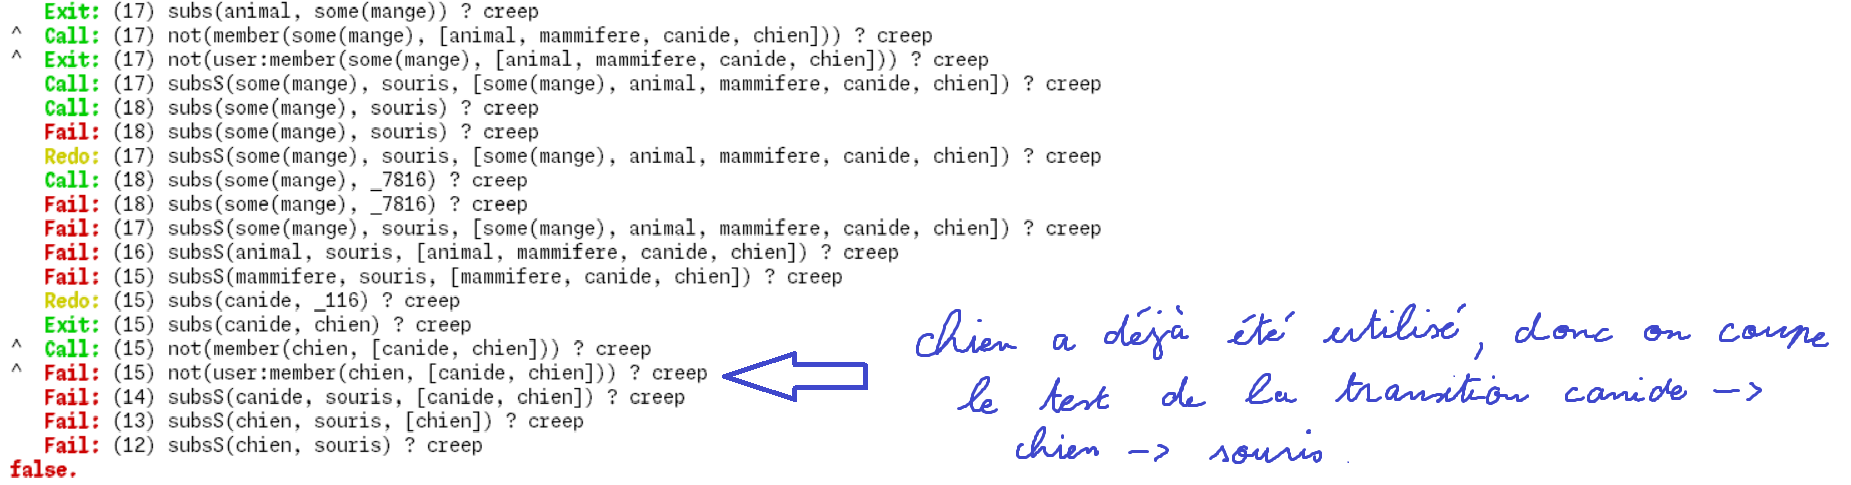 Exit: (17) subs(animal, some(mange)) ? creep
^ Call: (17) not(member(some(mange), [animal, mammifere, canide, chien])) ? creep
^ Exit: (17) not(user:member(some(mange), [animal, mammifere, canide, chien])) ? creep
Call: (17) subsS(some(mange), souris, [some(mange), animal, mammifere, canide, chien]) ? creep
Call: (18) subs(some(mange), souris) ? creep
Fail: (18) subs(some(mange), souris) ? creep
Redo: (17) subsS(some(mange), souris, [some(mange), animal, mammifere, canide, chien]) ? creep
Call: (18) subs(some(mange), _7816) ? creep
Fail: (18) subs(some(mange), _7816) ? creep
Fail: (17) subsS(some(mange), souris, [some(mange), animal, mammifere, canide, chien]) ? creep
Fail: (16) subsS(animal, souris, [animal, mammifere, canide, chien]) ? creep
Fail: (15) subsS(mammifere, souris, [mammifere, canide, chien]) ? creep
Redo: (15) subs(canide, _116) ? creep
Exit: (15) subs(canide, chien) ? creep
^ Call: (15) not(member(chien, [canide, chien])) ? creep
^ Fail: (15) not(user:member(chien, [canide, chien])) ? creep
Fail: (14) subsS(canide, souris, [canide, chien]) ? creep
Fail: (13) subsS(chien, souris, [chien]) ? creep
Fail: (12) subsS(chien, souris) ? creep
false.
chien a déjà été utilisé, donc on coupe
le test de la transition canide ->
chien -> souris.